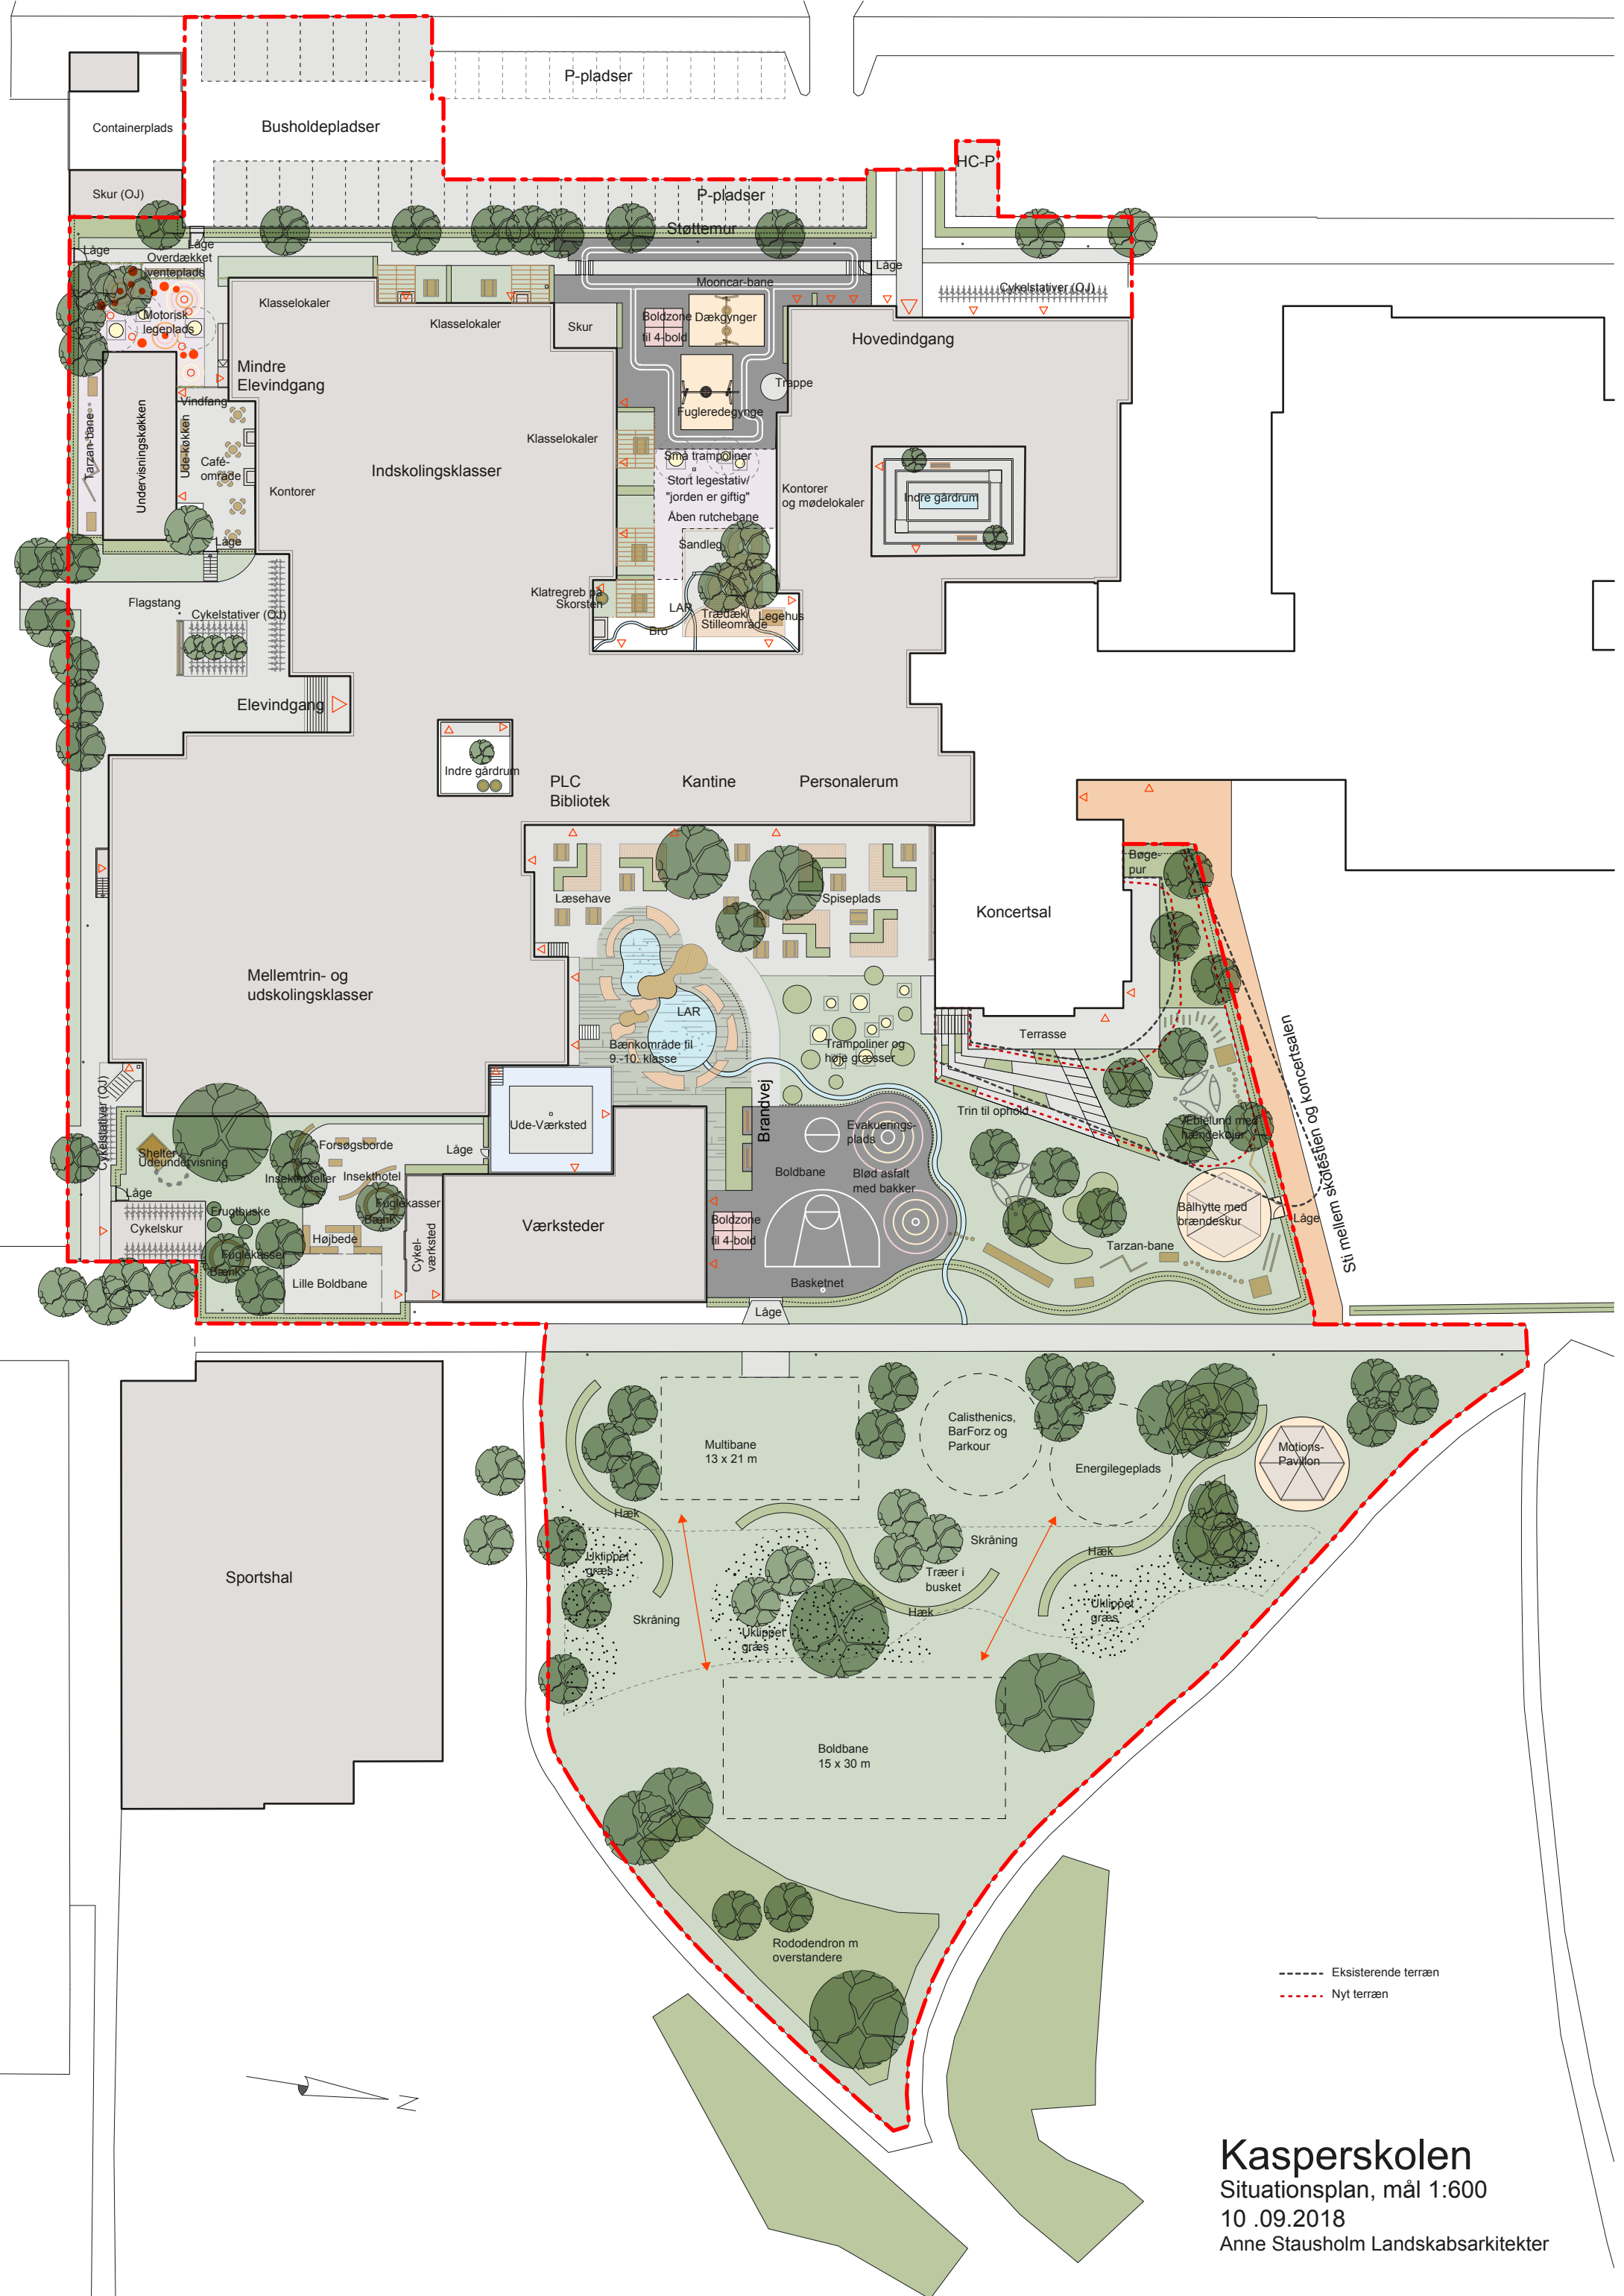 P-pladser
Containerplads
Busholdepladser
HC-P
Skur (OJ)
P-pladser
Støttemur
Låge
Låge
Overdækket
venteplads
Låge
Mooncar-bane
Cykelstativer (OJ)
Klasselokaler
Motorisk
legeplads
Klasselokaler
Skur
Boldzone
til 4-bold
Dækgynger
Hovedindgang
Mindre
Elevindgang
Trappe
Vindfang
Fugleredegynge
Tarzan-bane
Undervisningskøkken
Ude-køkken
Café-
område
Klasselokaler
Indskolingsklasser
Kontorer
Små trampoliner
Stort legestativ/
"jorden er giftig"
Åben rutchebane
Kontorer
og mødelokaler
Indre gårdrum
Sandleg
Låge
Flagstang
Cykelstativer (OJ)
Klatregreb på
Skorsten
LAR
Trædæk
Stilleområde
Legehus
Bro
Elevindgang
Indre gårdrum
PLC
Bibliotek
Kantine
Personalerum
Bøge-
pur
Læsehave
Spiseplads
Koncertsal
Mellemtrin- og
udskolingsklasser
LAR
Bænkområde til
9.-10. klasse
Trampoliner og
høje græsser
Terrasse
Sti mellem skolestien og koncertsalen
Cykelstativer (OJ)
Ude-Værksted
Brandvej
Trin til ophold
Evakuerings-
plads
Æblelund med
hængekøjer
Shelter
Udeundervisning
Forsøgsborde
Låge
Insekthoteller
Insekthotel
Boldbane
Blød asfalt
med bakker
Låge
Fuglekasser
Bænk
Frugtbuske
Cykelskur
Højbede
Cykel-
værksted
Værksteder
Boldzone
til 4-bold
Bålhytte med
brændeskur
Låge
Fuglekasser
Bænk
Tarzan-bane
Lille Boldbane
Basketnet
Låge
Multibane
13 x 21 m
Calisthenics,
BarForz og
Parkour
Energilegeplads
Motions-
Pavillon
Hæk
Skråning
Hæk
Uklippet
græs
Træer i
busket
Sportshal
Skråning
Uklippet
græs
Hæk
Uklippet
græs
Boldbane
15 x 30 m
Rododendron m
overstandere
Eksisterende terræn
Nyt terræn
N
Kasperskolen
Situationsplan, mål 1:600
10 .09.2018
Anne Stausholm Landskabsarkitekter